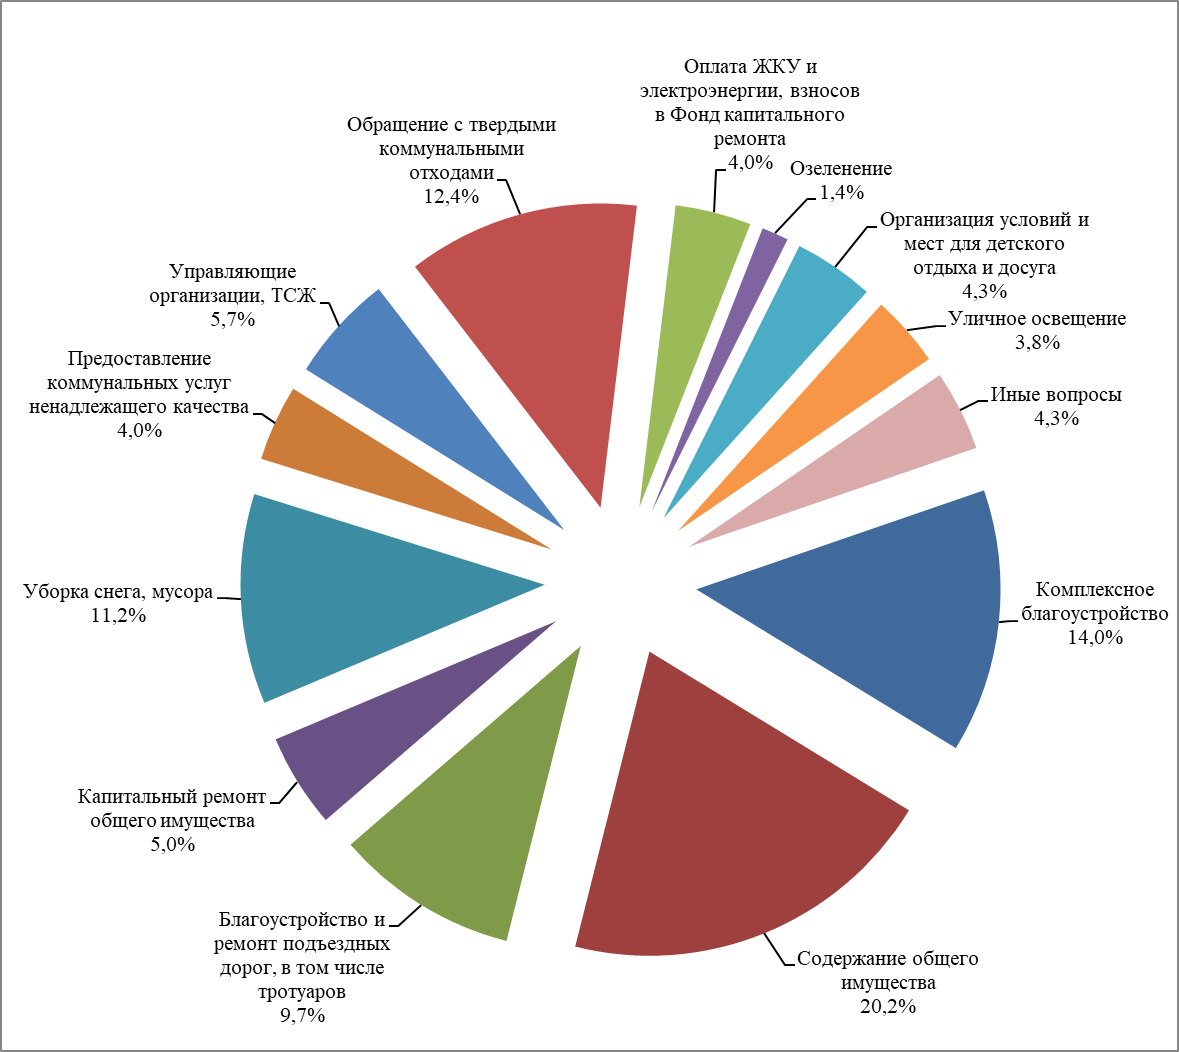 Оплата ЖКУ и
электроэнергии, взносов
в Фонд капитального
ремонта
4,0%
Озеленение
1,4%
Организация условий и
мест для детского
отдыха и досуга
4,3%
Уличное освещение
3,8%
Иные вопросы
4,3%
Комплексное
благоустройство
14,0%
Содержание общего
имущества
20,2%
Благоустройство и
ремонт подъездных
дорог, в том числе
тротуаров
9,7%
Капитальный ремонт
общего имущества
5,0%
Уборка снега, мусора
11,2%
Предоставление
коммунальных услуг
ненадлежащего качества
4,0%
Управляющие
организации, ТСЖ
5,7%
Обращение с твердыми
коммунальными
отходами
12,4%